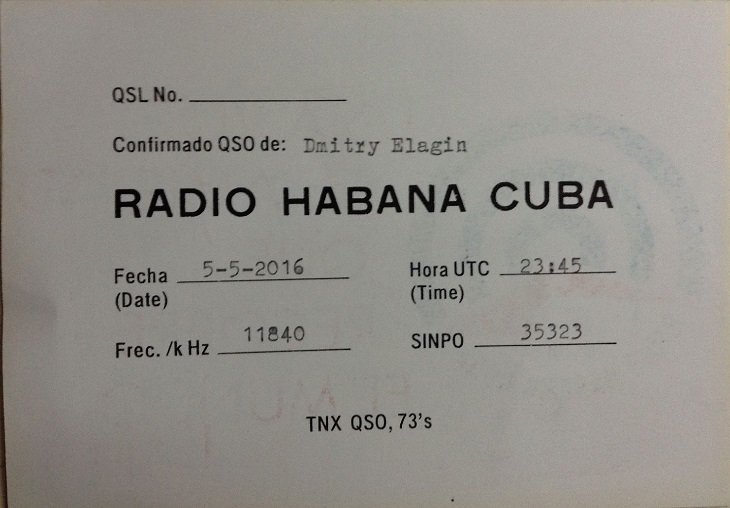 QSL No.
Confirmado QSO de: Dmitry Elagin
RADIO HABANA CUBA
Fecha 5-5-2016 Hora UTC 23:45
(Date) (Time)
Frec. /k Hz 11840 SINPO 35323
TNX QSO, 73's